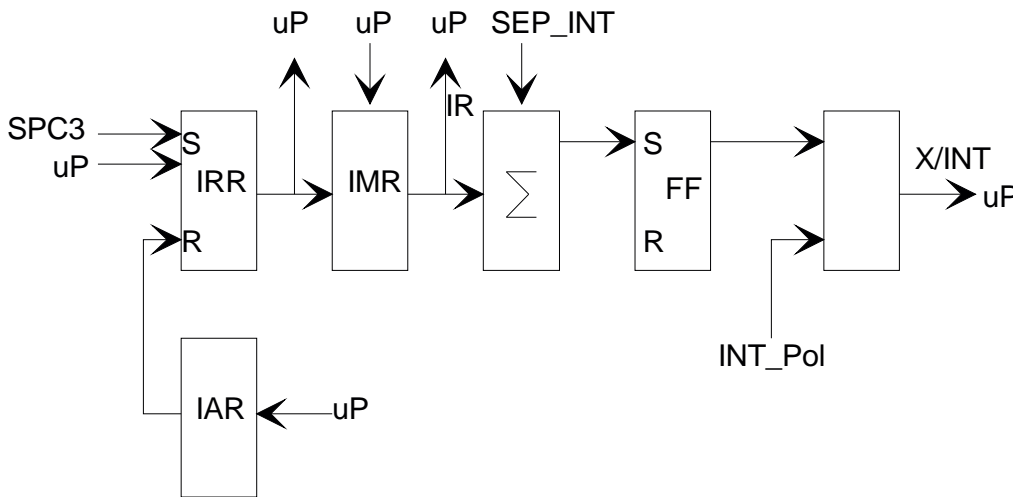 uP uP uP SEP_INT
IR
SPC3 S S
uP X/INT
IRR IMR ∑ FF uP
R R
INT_Pol
IAR uP